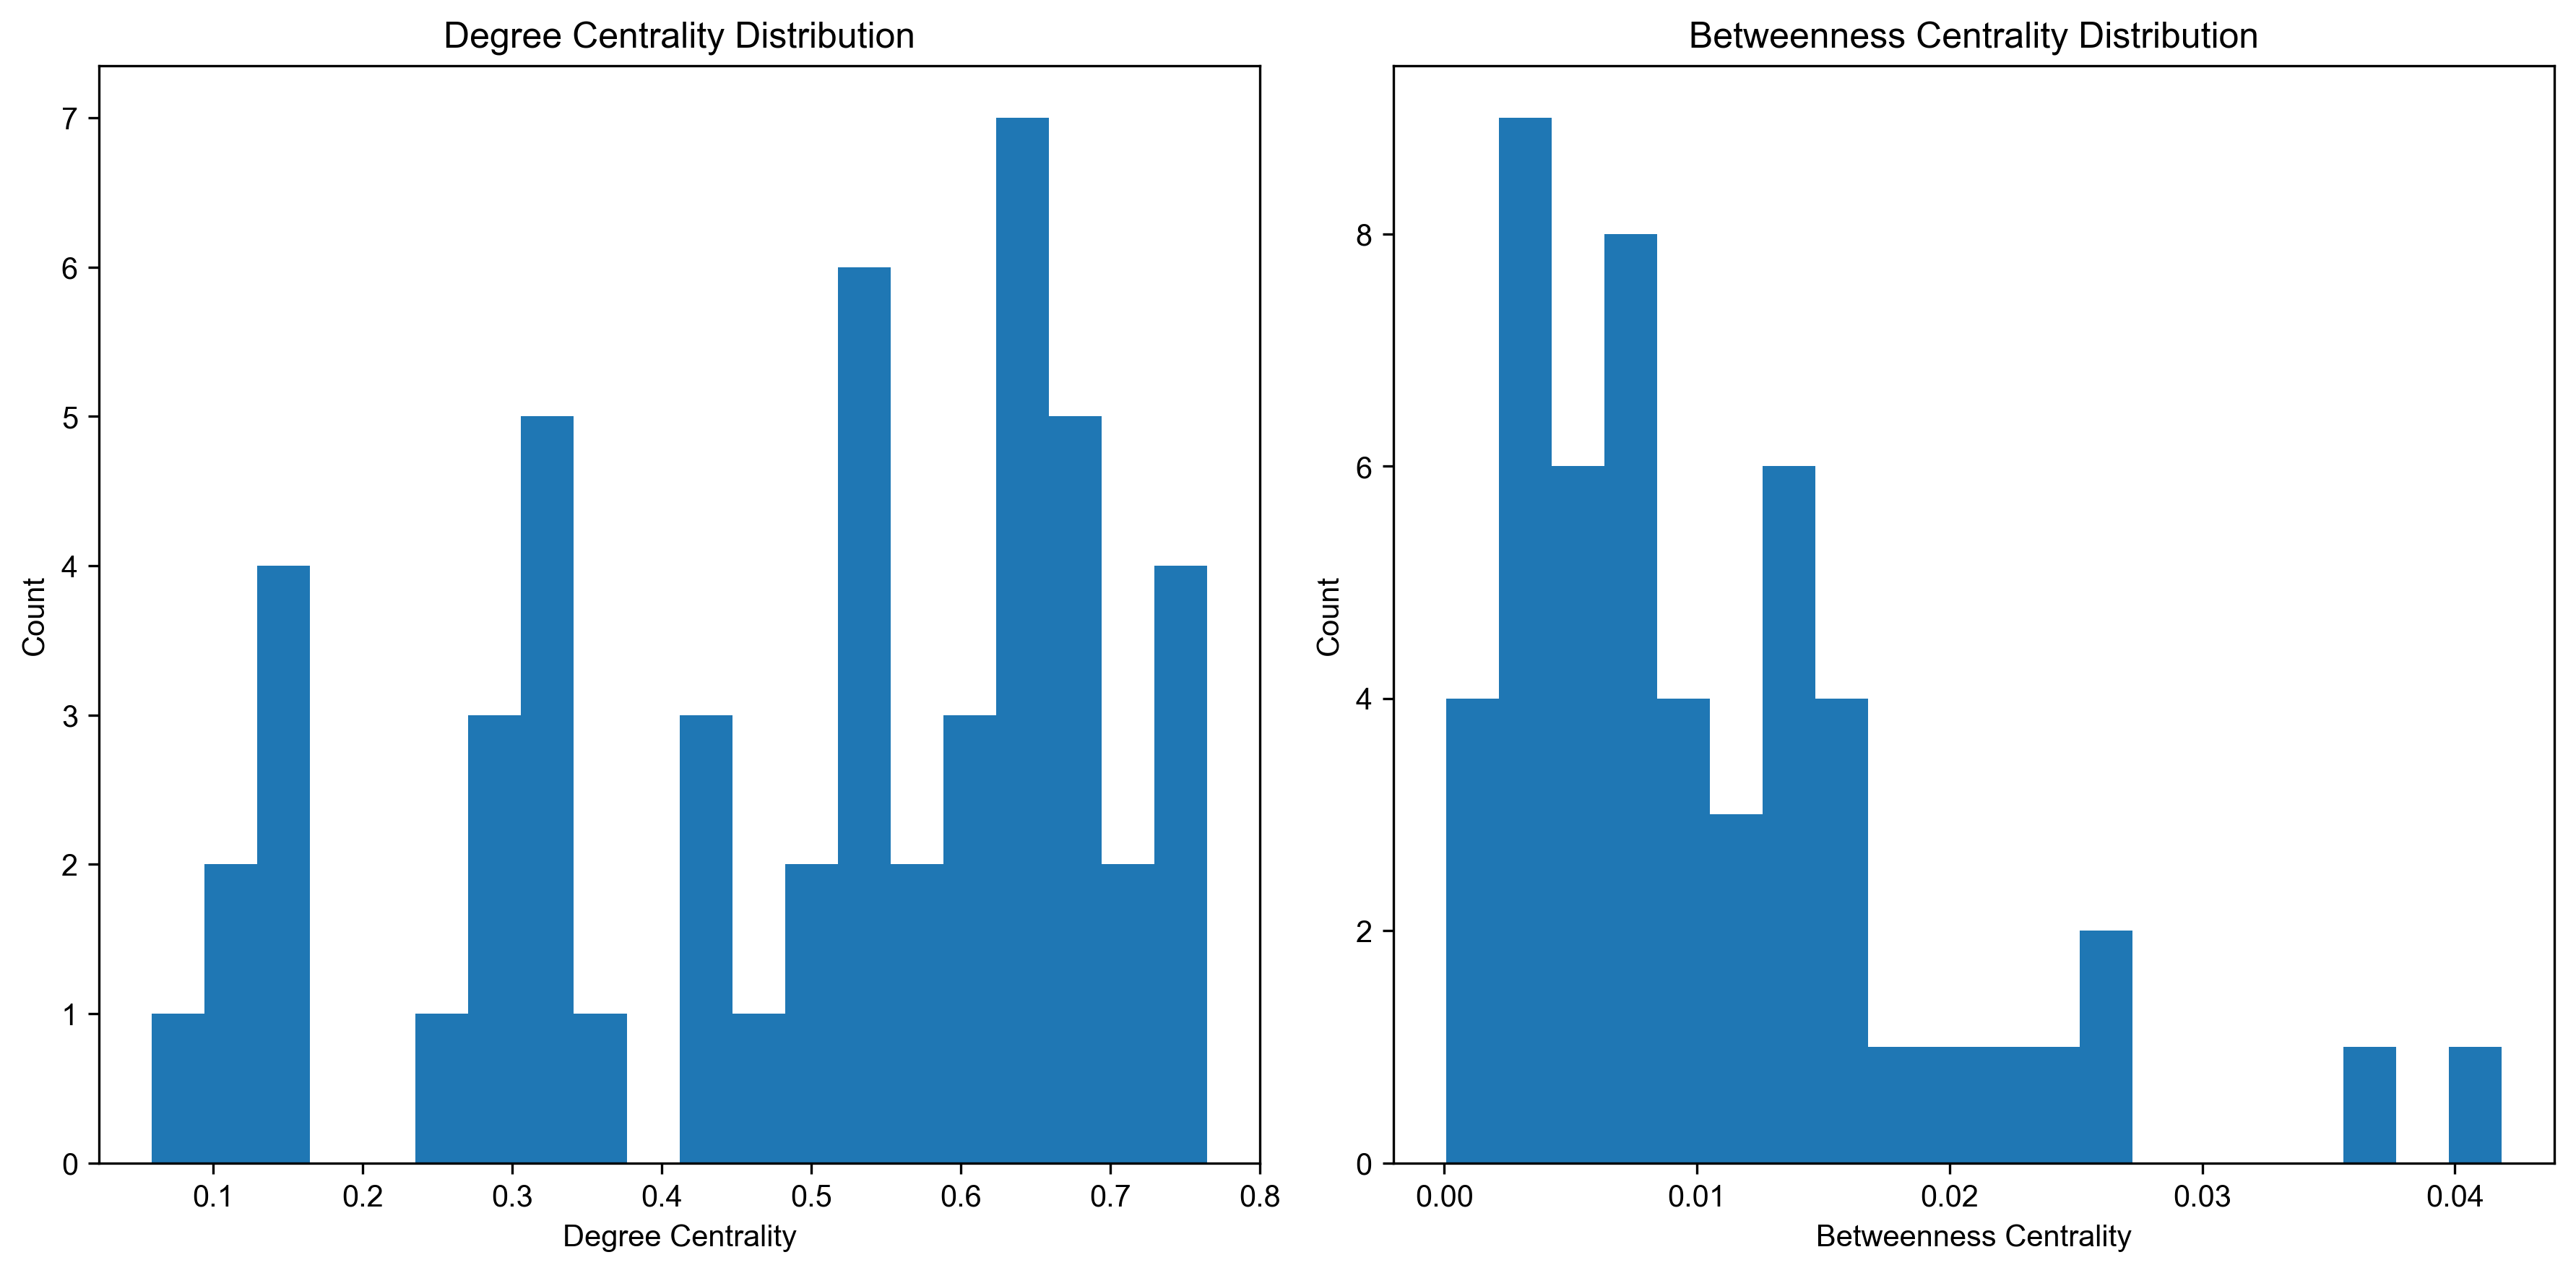 Degree Centrality Distribution
7
6
5
4
3
2
1
0
Count
0.1 0.2 0.3 0.4 0.5 0.6 0.7 0.8
Degree Centrality
Betweenness Centrality Distribution
8
6
4
2
0
Count
0.00 0.01 0.02 0.03 0.04
Betweenness Centrality